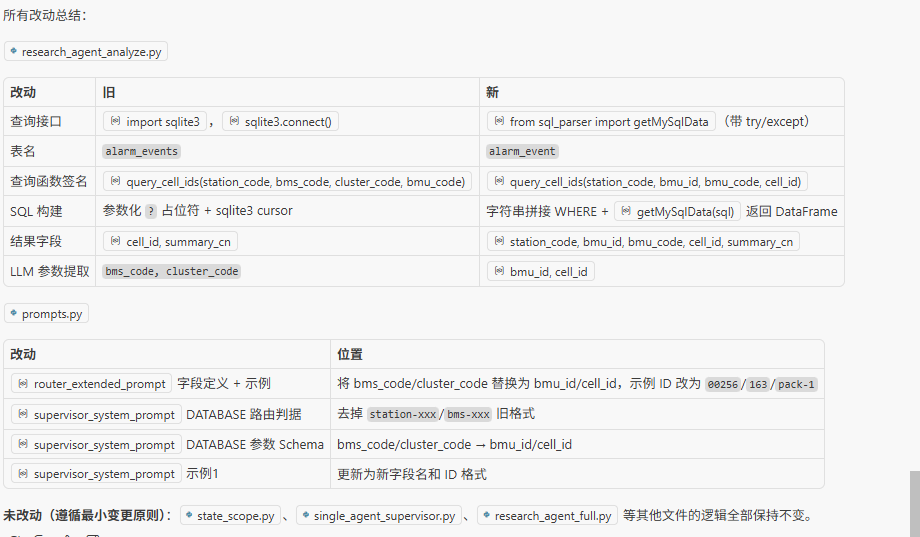 所有改动总结：
research_agent_analyze.py
改动 旧 新
查询接口 import sqlite3 ， sqlite3.connect() from sql_parser import getMySqlData （带 try/except）
表名 alarm_events alarm_event
查询函数签名 query_cell_ids(station_code, bms_code, cluster_code, bmu_code) query_cell_ids(station_code, bmu_id, bmu_code, cell_id)
SQL 构建 参数化 ? 占位符 + sqlite3 cursor 字符串拼接 WHERE + getMySqlData(sql) 返回 DataFrame
结果字段 cell_id, summary_cn station_code, bmu_id, bmu_code, cell_id, summary_cn
LLM 参数提取 bms_code, cluster_code bmu_id, cell_id
prompts.py
改动 位置
router_extended_prompt 字段定义 + 示例 将 bms_code/cluster_code 替换为 bmu_id/cell_id，示例 ID 改为 00256/163/pack-1
supervisor_system_prompt DATABASE 路由判据 去掉 station-xxx/bms-xxx 旧格式
supervisor_system_prompt DATABASE 参数 Schema bms_code/cluster_code → bmu_id/cell_id
supervisor_system_prompt 示例1 更新为新字段名和 ID 格式
未改动（遵循最小变更原则）： state_scope.py 、 single_agent_supervisor.py 、 research_agent_full.py 等其他文件的逻辑全部保持不变。